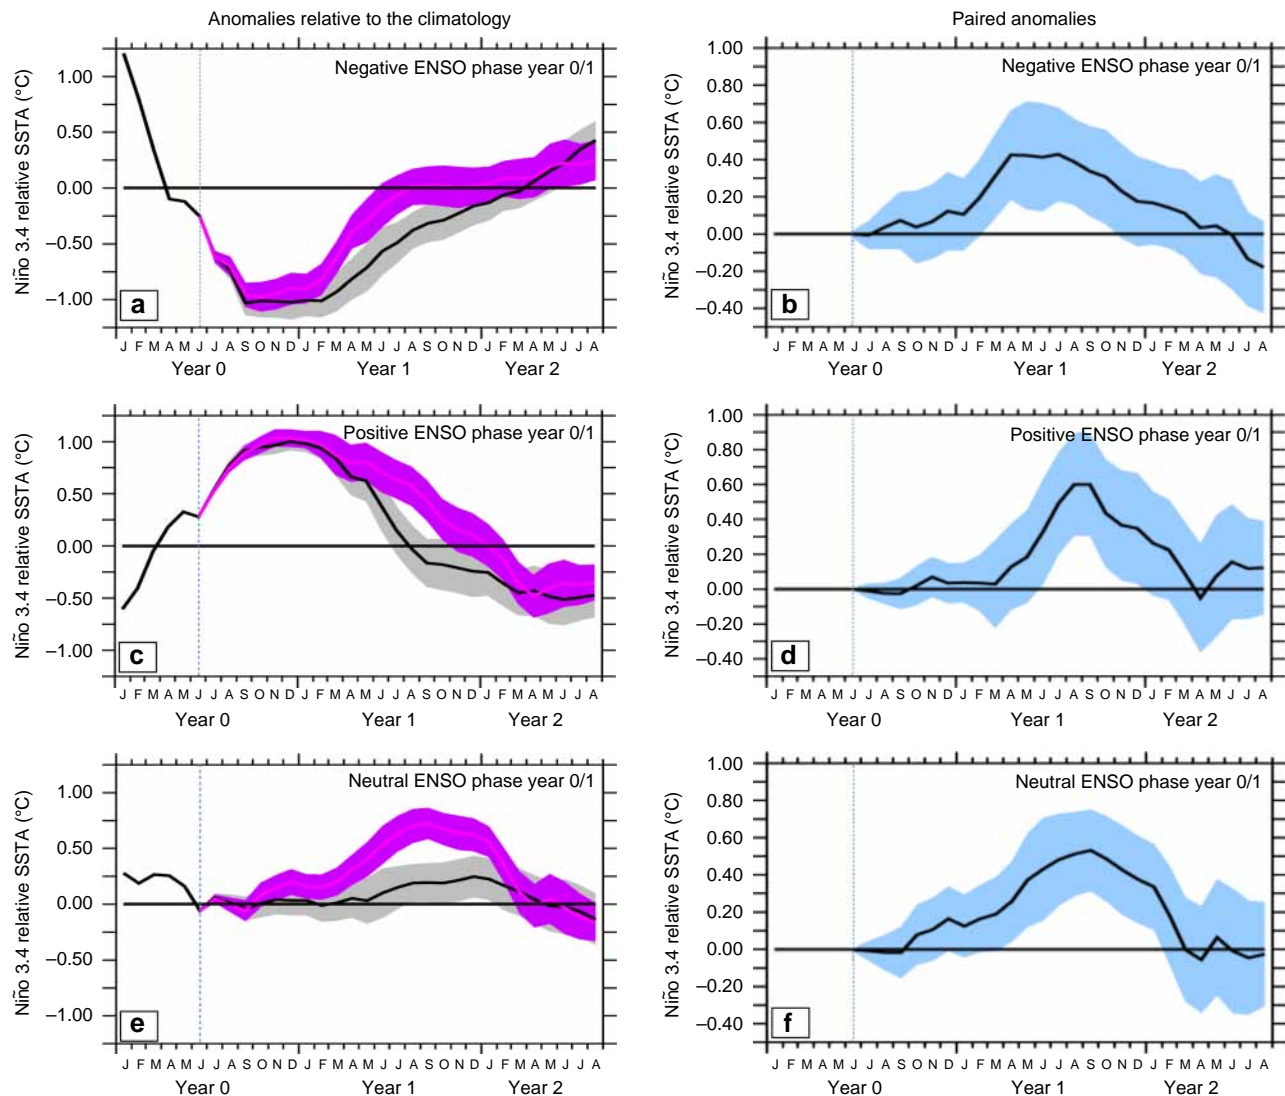 Anomalies relative to the climatology
Paired anomalies
Niño 3.4 relative SSTA (°C)
1.00
0.50
0.00
–0.50
–1.00
Negative ENSO phase year 0/1
a
J F M A M J J A S O N D J F M A M J J A S O N D J F M A M J J A
Year 0 Year 1 Year 2
Niño 3.4 relative SSTA (°C)
1.00
0.80
0.60
0.40
0.20
0.00
–0.20
–0.40
Negative ENSO phase year 0/1
b
J F M A M J J A S O N D J F M A M J J A S O N D J F M A M J J A
Year 0 Year 1 Year 2
Niño 3.4 relative SSTA (°C)
1.00
0.50
0.00
–0.50
–1.00
Positive ENSO phase year 0/1
c
J F M A M J J A S O N D J F M A M J J A S O N D J F M A M J J A
Year 0 Year 1 Year 2
Niño 3.4 relative SSTA (°C)
1.00
0.80
0.60
0.40
0.20
0.00
–0.20
–0.40
Positive ENSO phase year 0/1
d
J F M A M J J A S O N D J F M A M J J A S O N D J F M A M J J A
Year 0 Year 1 Year 2
Niño 3.4 relative SSTA (°C)
1.00
0.50
0.00
–0.50
–1.00
Neutral ENSO phase year 0/1
e
J F M A M J J A S O N D J F M A M J J A S O N D J F M A M J J A
Year 0 Year 1 Year 2
Niño 3.4 relative SSTA (°C)
1.00
0.80
0.60
0.40
0.20
0.00
–0.20
–0.40
Neutral ENSO phase year 0/1
f
J F M A M J J A S O N D J F M A M J J A S O N D J F M A M J J A
Year 0 Year 1 Year 2